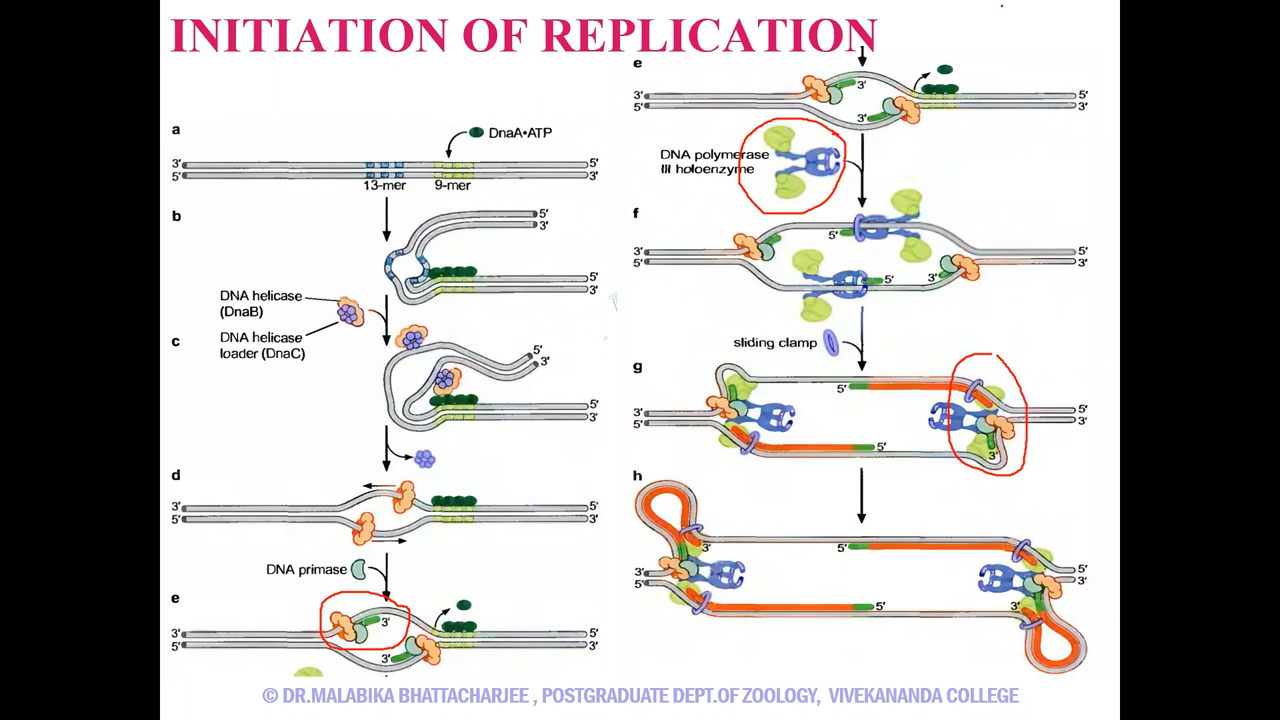 INITIATION OF REPLICATION
a
DnaA•ATP
3′ 5′
5′ 3′
13-mer 9-mer
b
5′
3′
5′
3′
DNA helicase
(DnaB)
DNA helicase
loader (DnaC)
c
5′
3′
5′
3′
d
3′ 5′
5′ 3′
DNA primase
e
3′
3′ 5′
5′ 3′
3′
e
3′
3′ 5′
5′ 3′
3′
DNA polymerase
III holoenzyme
f
5′
3′ 5′
5′ 3′
5′ 3′
sliding clamp
g
5′
3′ 5′
5′ 3′
5′
3′
h
3′ 5′
3′ 5′
5′ 3′
5′ 3′
© DR.MALABIKA BHATTACHARJEE , POSTGRADUATE DEPT.OF ZOOLOGY, VIVEKANANDA COLLEGE